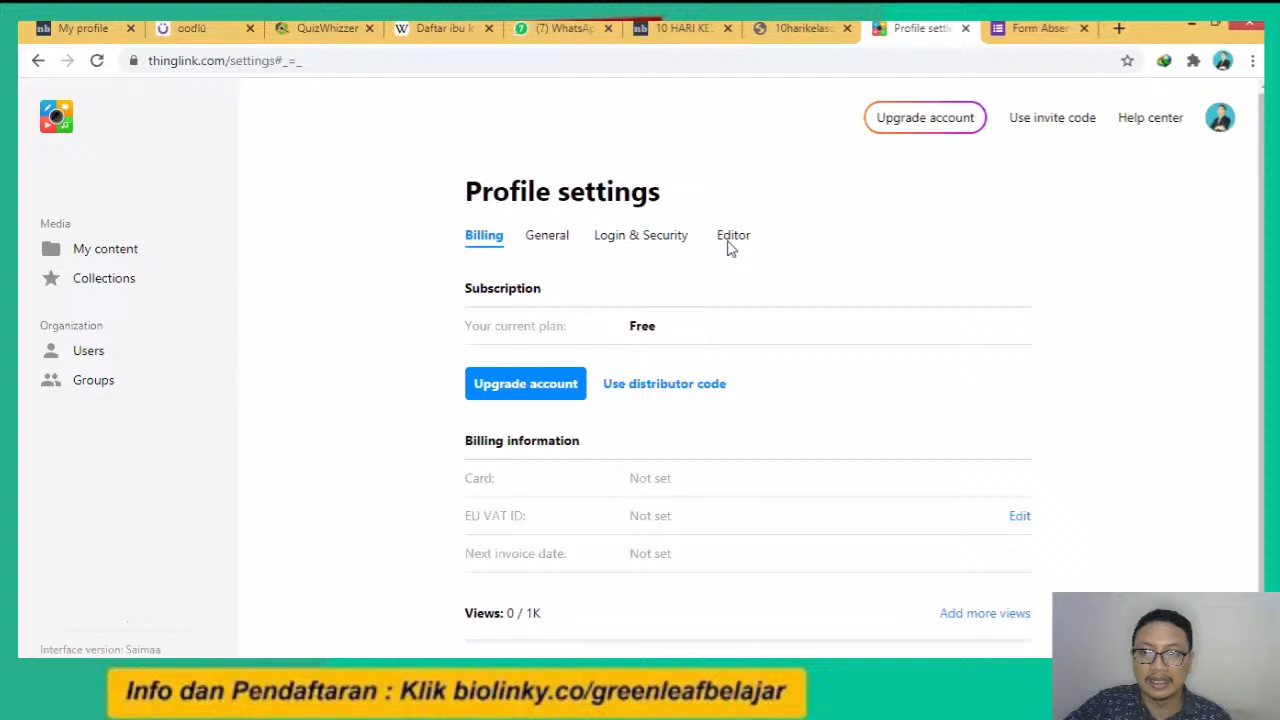 My profile
oodlü
QuizWhizzer
Daftar ibu k
(7) WhatsAp
10 HARI KE
10harikelas
Profile setti
Form Abser
thinglink.com/settings#_=_
Upgrade account
Use invite code
Help center
Profile settings
Billing
General
Login & Security
Editor
Media
My content
Collections
Organization
Users
Groups
Subscription
Your current plan:
Free
Upgrade account
Use distributor code
Billing information
Card:
Not set
EU VAT ID:
Not set
Edit
Next invoice date:
Not set
Views: 0 / 1K
Add more views
Interface version: Saimaa
Info dan Pendaftaran : Klik biolinky.co/greenleafbelajar